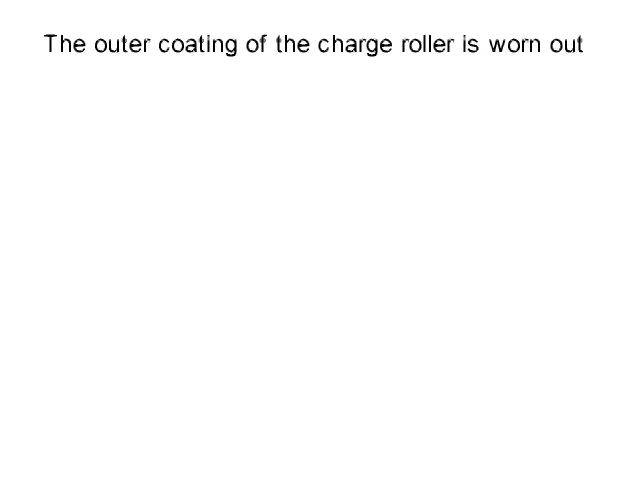 The outer coating of the charge roller is worn out